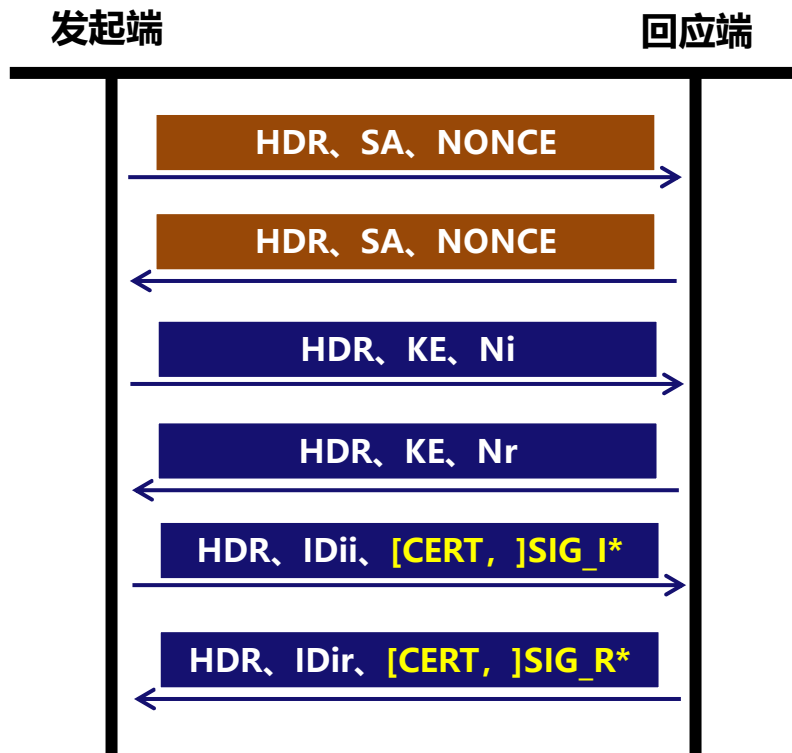 发起端
回应端
HDR、SA、NONCE
HDR、SA、NONCE
HDR、KE、Ni
HDR、KE、Nr
HDR、IDii、[CERT，]SIG_I*
HDR、IDir、[CERT，]SIG_R*